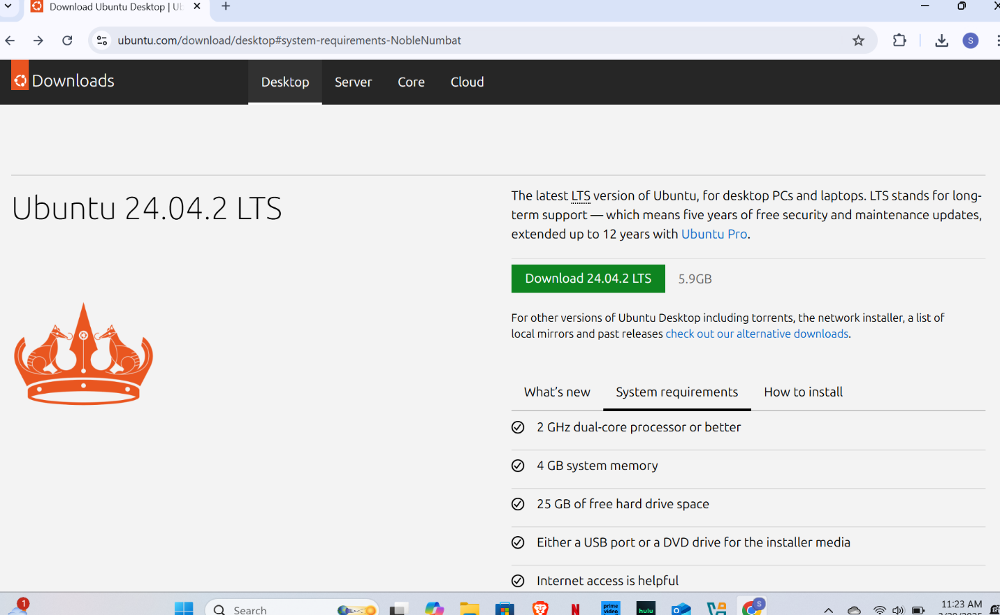 Download Ubuntu Desktop | Ub
ubuntu.com/download/desktop#system-requirements-NobleNumbat
S
Downloads
Desktop
Server
Core
Cloud
Ubuntu 24.04.2 LTS
The latest LTS version of Ubuntu, for desktop PCs and laptops. LTS stands for long-
term support — which means five years of free security and maintenance updates,
extended up to 12 years with Ubuntu Pro.
Download 24.04.2 LTS 5.9GB
For other versions of Ubuntu Desktop including torrents, the network installer, a list of
local mirrors and past releases check out our alternative downloads.
What’s new
System requirements
How to install
2 GHz dual-core processor or better
4 GB system memory
25 GB of free hard drive space
Either a USB port or a DVD drive for the installer media
Internet access is helpful
1
Search
N
prime
video
hulu
S
11:23 AM